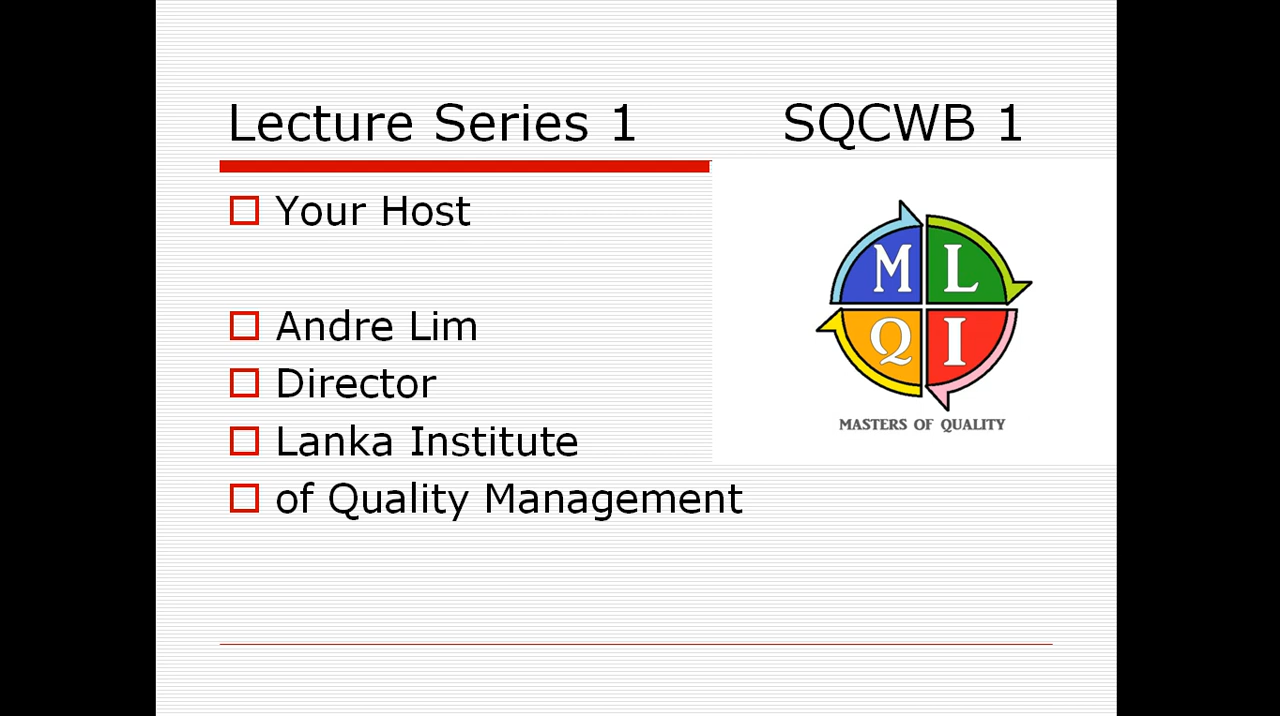 Lecture Series 1 SQCWB 1
Your Host
Andre Lim
Director
Lanka Institute
of Quality Management
M L
Q I
MASTERS OF QUALITY